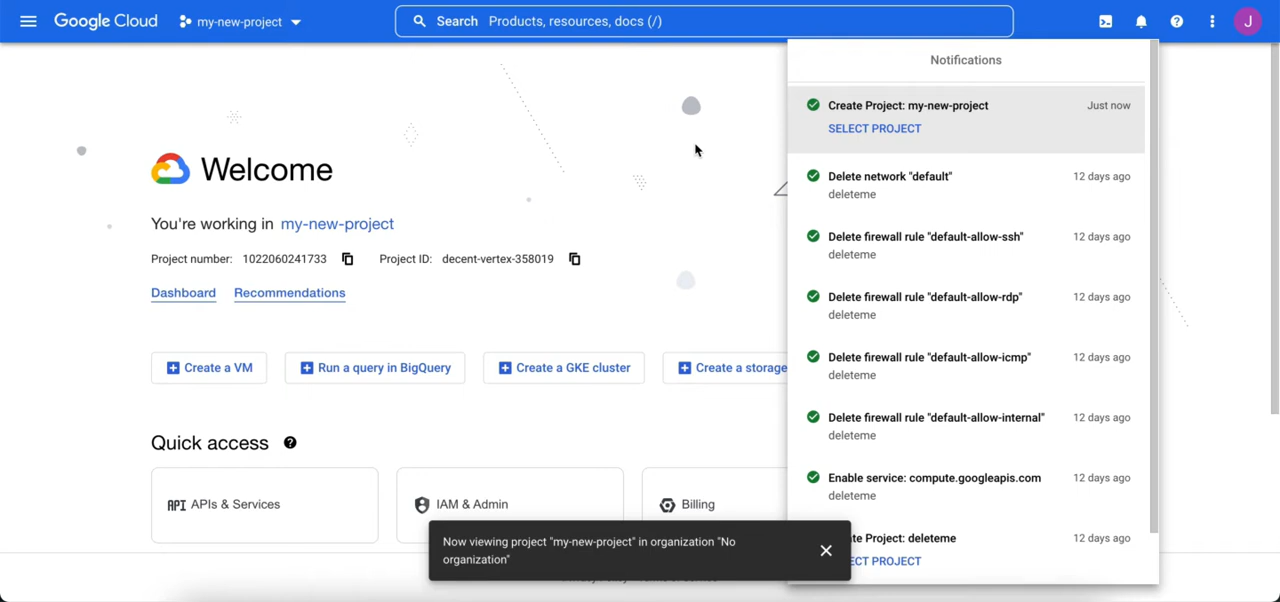 Google Cloud
my-new-project
Search Products, resources, docs (/)
J
Welcome
You're working in my-new-project
Project number: 1022060241733 Project ID: decent-vertex-358019
Dashboard Recommendations
Create a VM
Run a query in BigQuery
Create a GKE cluster
Create a storage
Quick access
API APIs & Services
IAM & Admin
Billing
Now viewing project "my-new-project" in organization "No
organization"
Notifications
Create Project: my-new-project Just now
SELECT PROJECT
Delete network "default" 12 days ago
deleteme
Delete firewall rule "default-allow-ssh" 12 days ago
deleteme
Delete firewall rule "default-allow-rdp" 12 days ago
deleteme
Delete firewall rule "default-allow-icmp" 12 days ago
deleteme
Delete firewall rule "default-allow-internal" 12 days ago
deleteme
Enable service: compute.googleapis.com 12 days ago
deleteme
ate Project: deleteme 12 days ago
ECT PROJECT